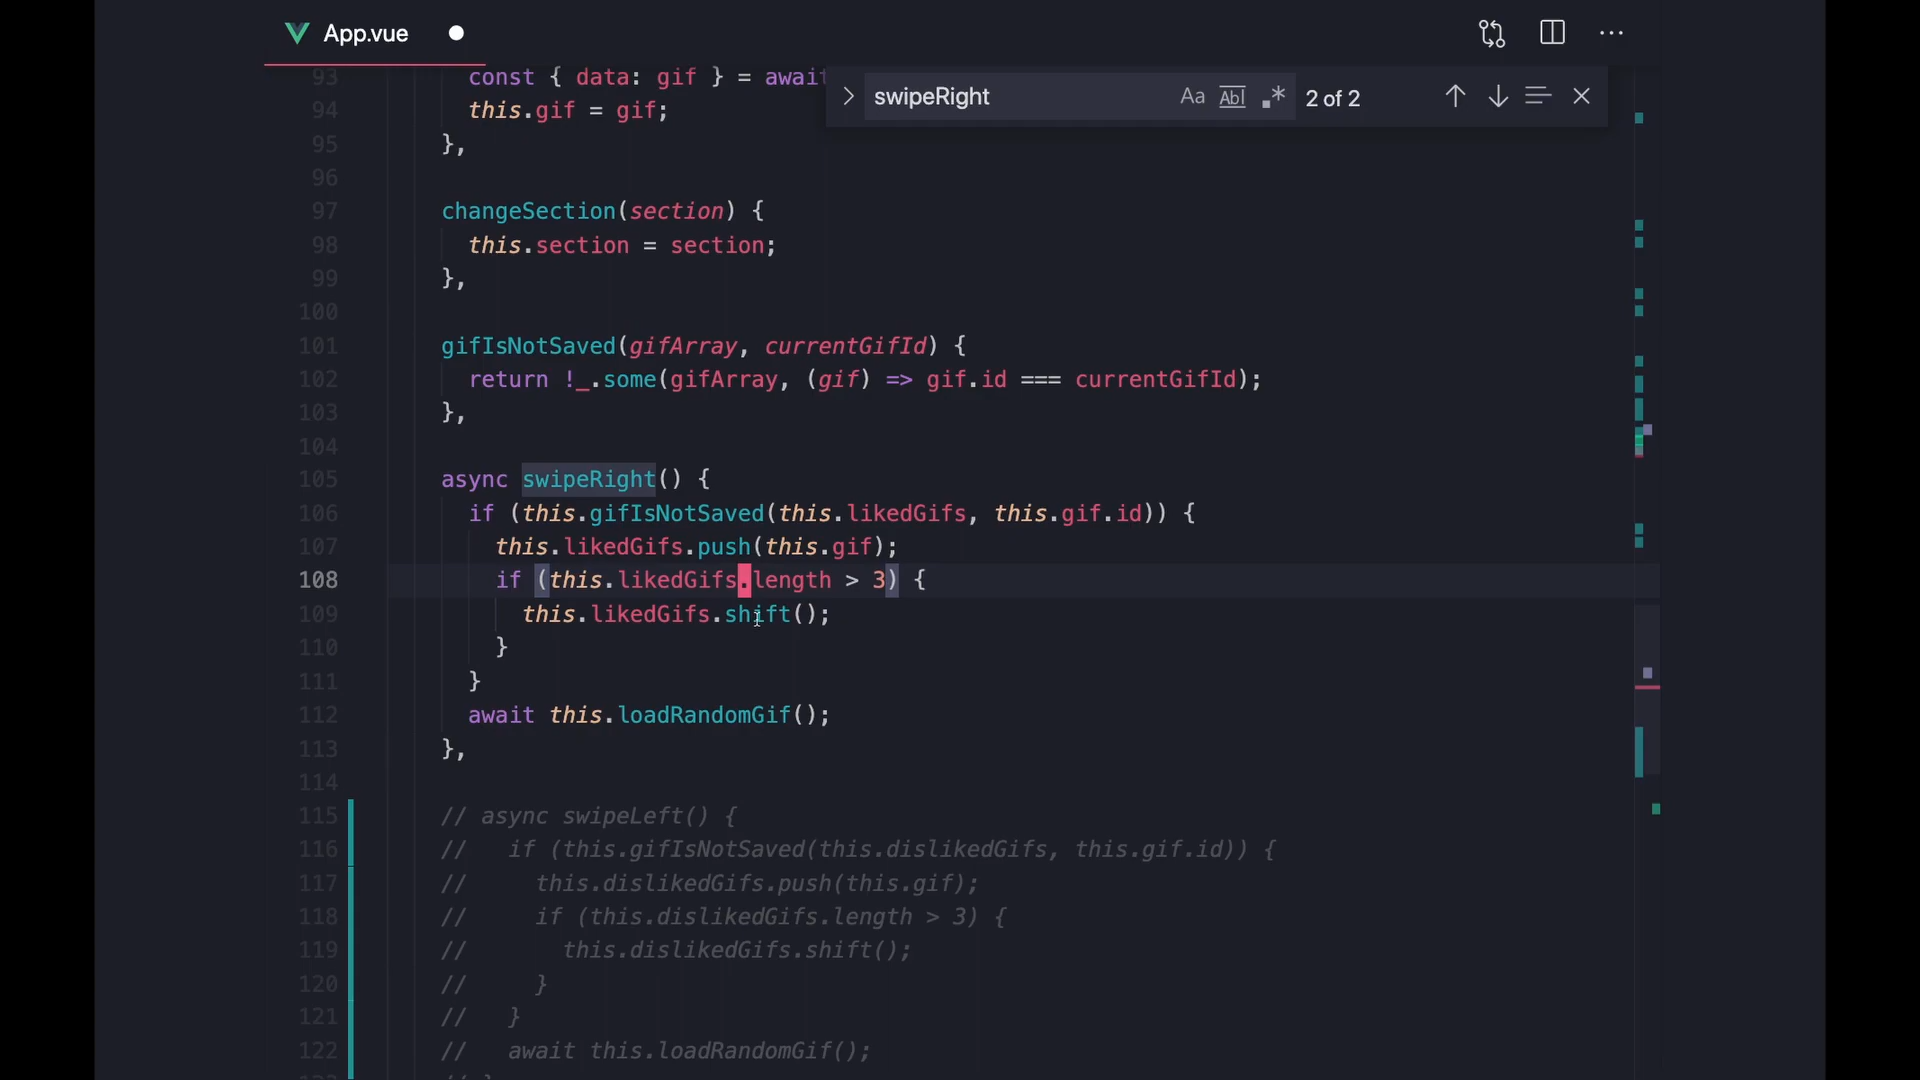 App.vue
swipeRight
Aa
Abl
.*
2 of 2
93 const { data: gif } = await
94 this.gif = gif;
95 },
96
97 changeSection(section) {
98 this.section = section;
99 },
100
101 gifIsNotSaved(gifArray, currentGifId) {
102 return !_.some(gifArray, (gif) => gif.id === currentGifId);
103 },
104
105 async swipeRight() {
106 if (this.gifIsNotSaved(this.likedGifs, this.gif.id)) {
107 this.likedGifs.push(this.gif);
108 if (this.likedGifs.length > 3) {
109 this.likedGifs.shift();
110 }
111 }
112 await this.loadRandomGif();
113 },
114
115 // async swipeLeft() {
116 // if (this.gifIsNotSaved(this.dislikedGifs, this.gif.id)) {
117 // this.dislikedGifs.push(this.gif);
118 // if (this.dislikedGifs.length > 3) {
119 // this.dislikedGifs.shift();
120 // }
121 // }
122 // await this.loadRandomGif();